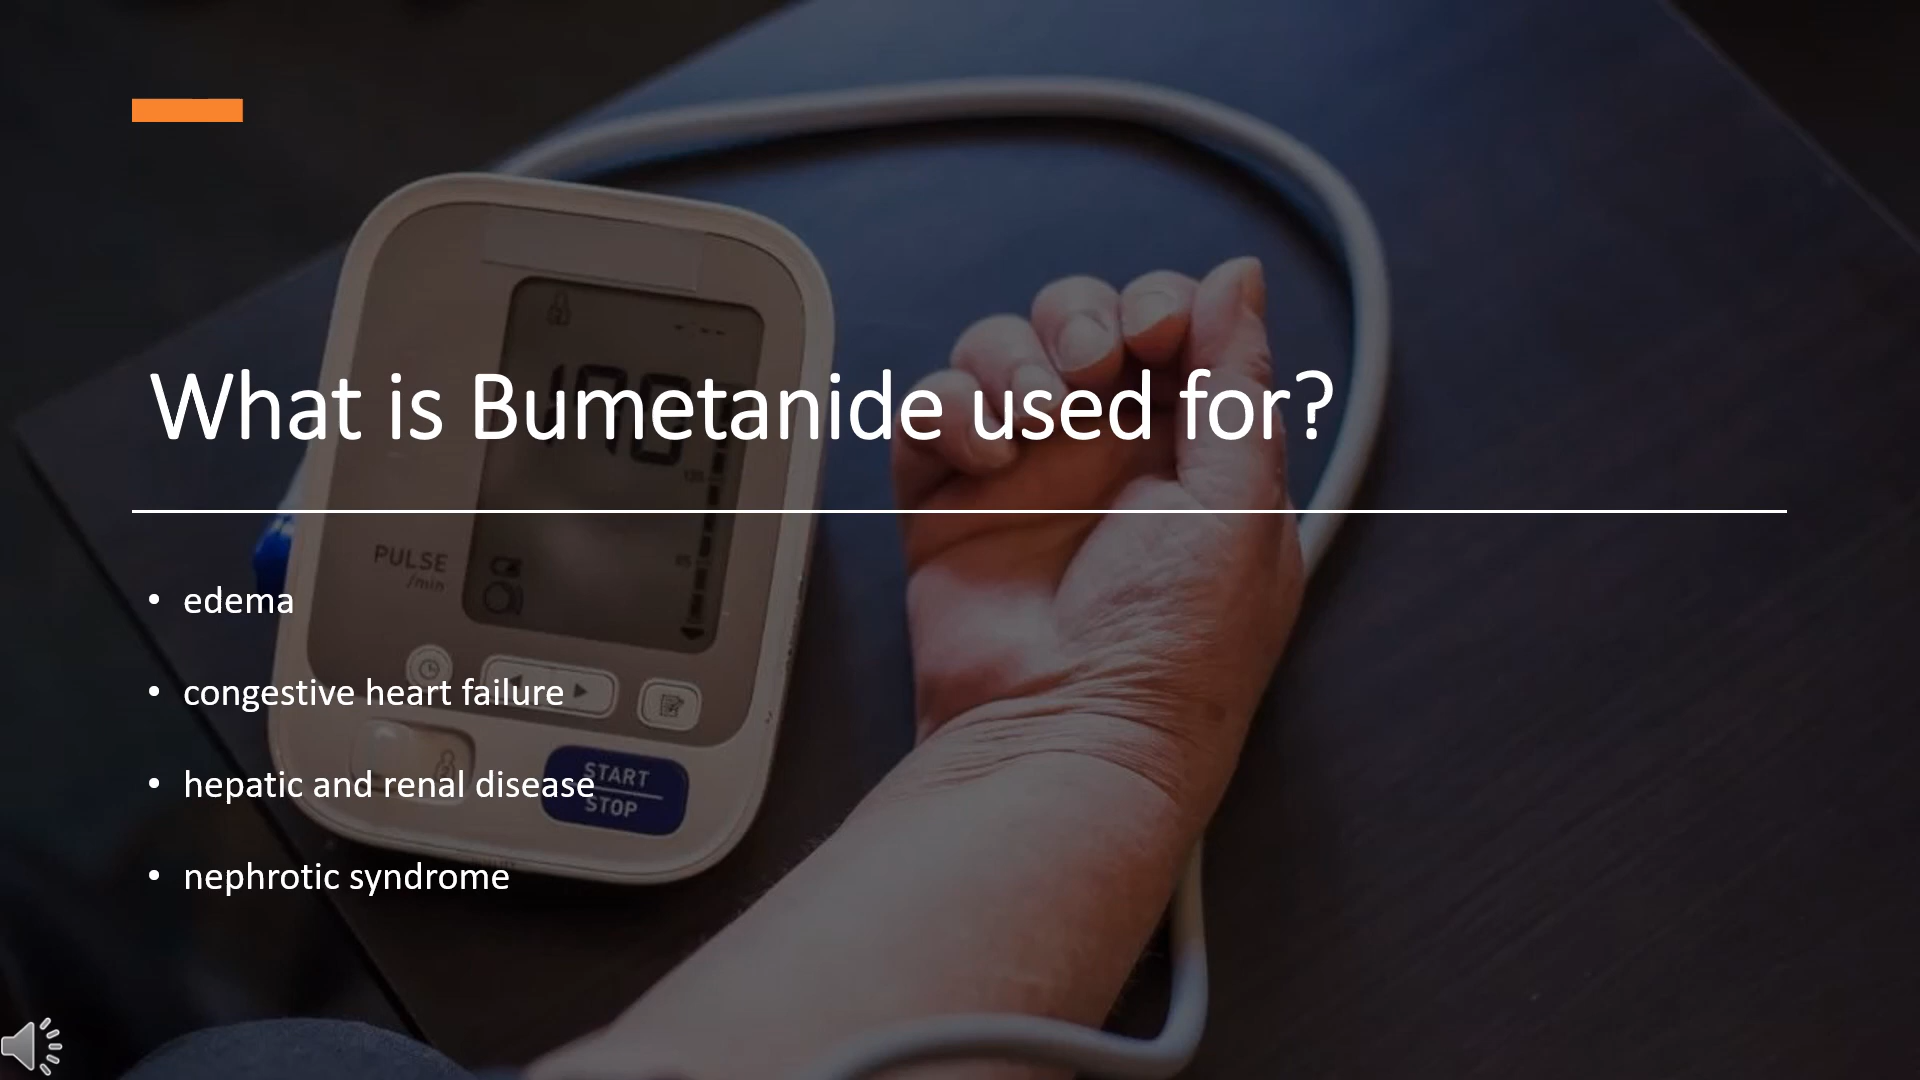 What is Bumetanide used for?
PULSE
/min
• edema
• congestive heart failure
• hepatic and renal disease
START
STOP
• nephrotic syndrome